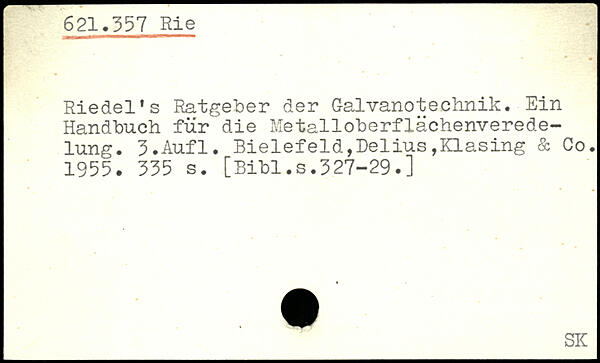 621.357 Rie
Riedel's Ratgeber der Galvanotechnik. Ein
Handbuch für die Metalloberflächenverede-
lung. 3.Aufl. Bielefeld,Delius,Klasing & Co.
1955. 335 s. [Bibl.s.327-29.]
SK